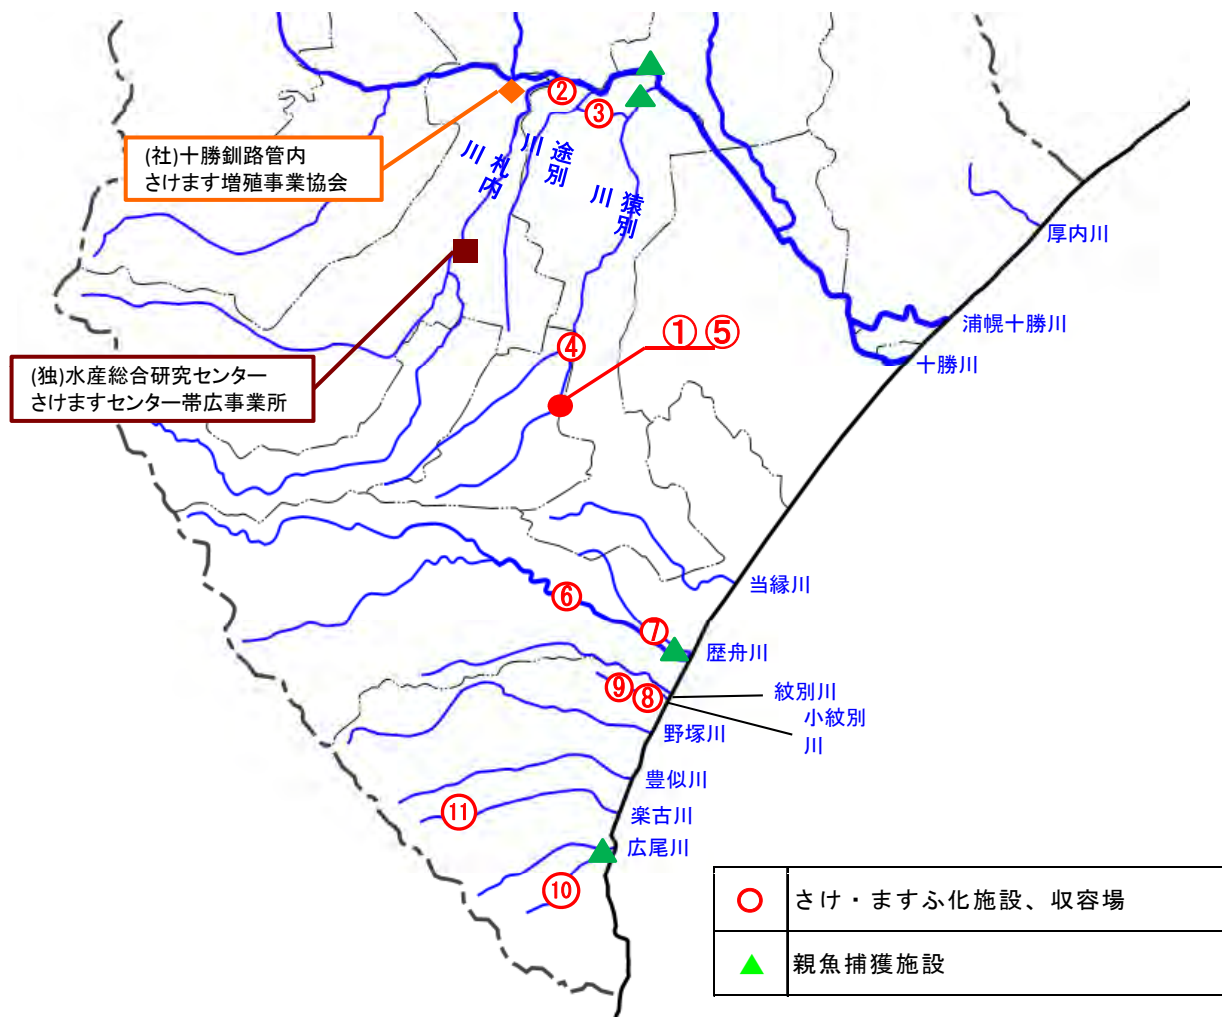 ②
③
(社)十勝釧路管内
さけます増殖事業協会
札内川
途別川
猿別川
厚内川
浦幌十勝川
十勝川
(独)水産総合研究センター
さけますセンター帯広事業所
④
① ⑤
当縁川
⑥
⑦
歴舟川
⑨
⑧
紋別川
小紋別
川
野塚川
豊似川
⑪
楽古川
広尾川
⑩
さけ・ますふ化施設、収容場
親魚捕獲施設